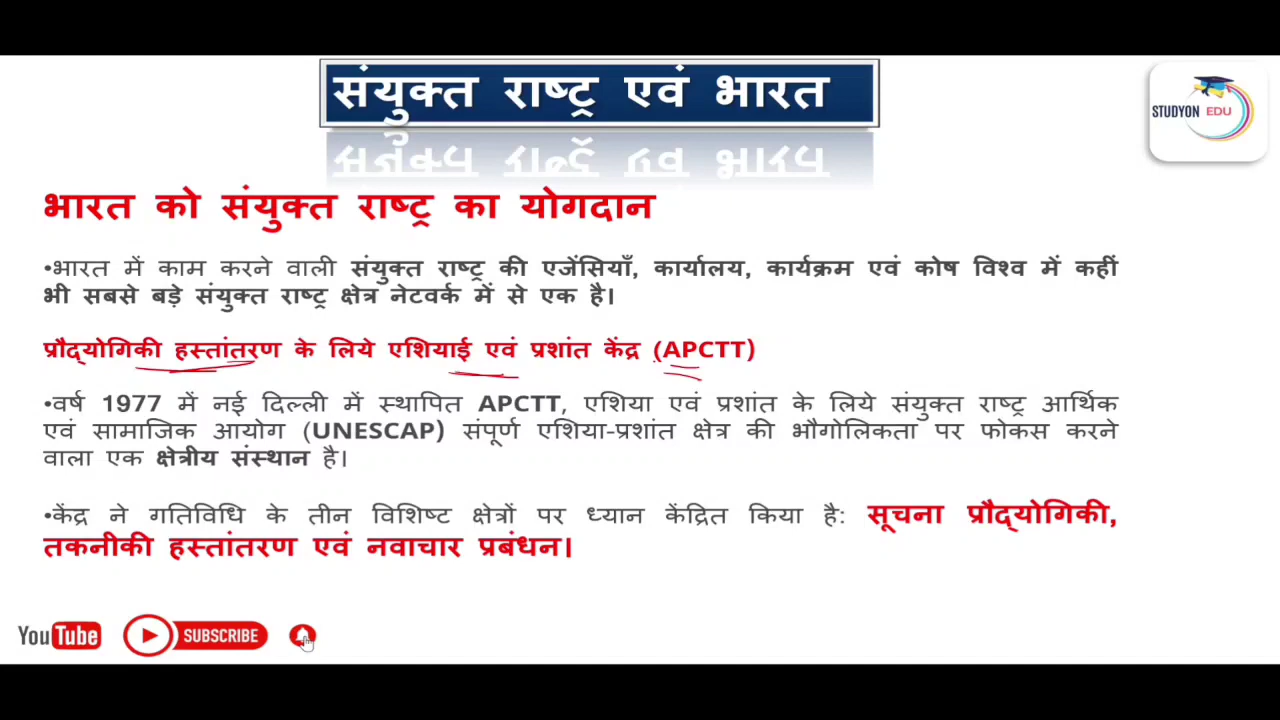 संयुक्त राष्ट्र एवं भारत
STUDYON EDU
भारत को संयुक्त राष्ट्र का योगदान
•भारत में काम करने वाली संयुक्त राष्ट्र की एजेंसियाँ, कार्यालय, कार्यक्रम एवं कोष विश्व में कहीं
भी सबसे बड़े संयुक्त राष्ट्र क्षेत्र नेटवर्क में से एक है।
प्रौद्योगिकी हस्तांतरण के लिये एशियाई एवं प्रशांत केंद्र (APCTT)
•वर्ष 1977 में नई दिल्ली में स्थापित APCTT, एशिया एवं प्रशांत के लिये संयुक्त राष्ट्र आर्थिक
एवं सामाजिक आयोग (UNESCAP) संपूर्ण एशिया-प्रशांत क्षेत्र की भौगोलिकता पर फोकस करने
वाला एक क्षेत्रीय संस्थान है।
•केंद्र ने गतिविधि के तीन विशिष्ट क्षेत्रों पर ध्यान केंद्रित किया है: सूचना प्रौद्योगिकी,
तकनीकी हस्तांतरण एवं नवाचार प्रबंधन।
YouTube SUBSCRIBE